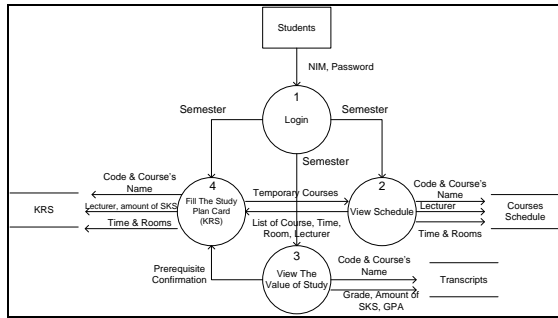 Students
NIM, Password
1
Login
Semester
Semester
Semester
4
Fill The Study
Plan Card
(KRS)
Code & Course's
Name
Lecturer, amount of SKS
Time & Rooms
KRS
Temporary Courses
List of Course, Time,
Room, Lecturer
2
View Schedule
Code & Course's
Name
Lecturer
Time & Rooms
Courses
Schedule
Prerequisite
Confirmation
3
View The
Value of Study
Code & Course's
Name
Grade, Amount of
SKS, GPA
Transcripts